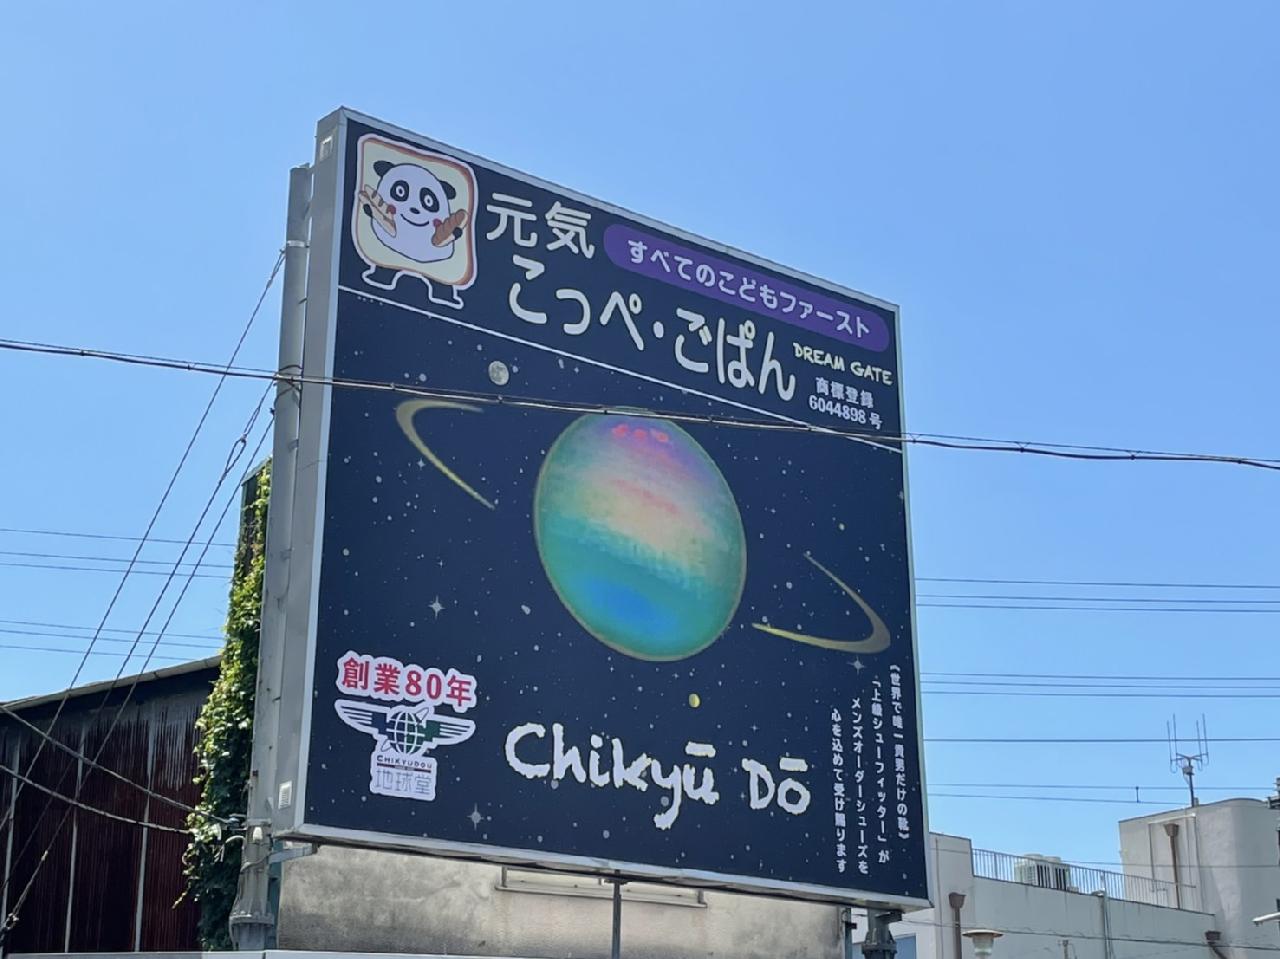 元気
すべてのこどもファースト
こっぺ・ごぱん
DREAM GATE
商標登録
6044898号
創業80年
CHIKYUDOU
地球堂
Chikyū Dō
《世界で唯一貴男だけの靴》
「上級シューフィッター」が
メンズオーダーシューズを
心を込めて受け賜ります